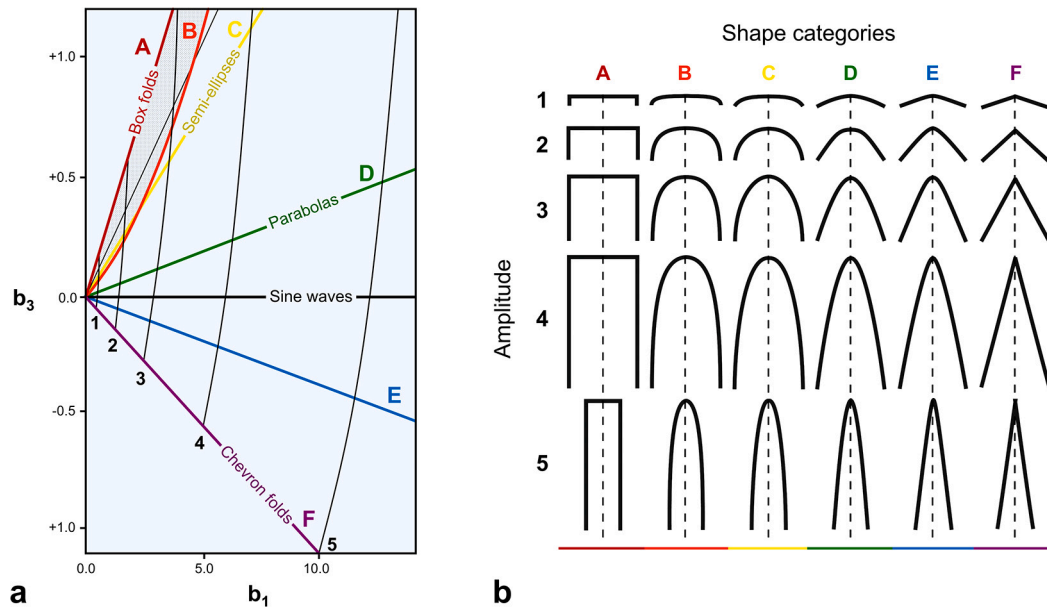 A
B
C
Box folds
Semi-ellipses
+1.0
+0.5
D
Parabolas
b3
0.0
Sine waves
1
2
3
E
-0.5
4
Chevron folds
F
+1.0
5
0.0
5.0
10.0
b1
a
Shape categories
A B C D E F
1
2
3
Amplitude
4
5
b